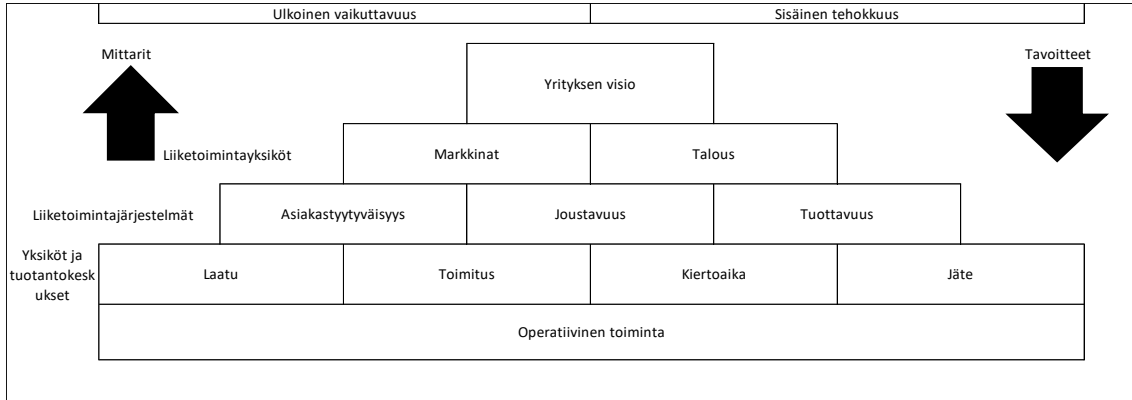 Ulkoinen vaikuttavuus
Sisäinen tehokkuus
Mittarit
Tavoitteet
Yrityksen visio
Liiketoimintayksiköt
Markkinat
Talous
Liiketoimintajärjestelmät
Asiakastyytyväisyys
Joustavuus
Tuottavuus
Yksiköt ja
tuotantokesk
ukset
Laatu
Toimitus
Kiertoaika
Jäte
Operatiivinen toiminta